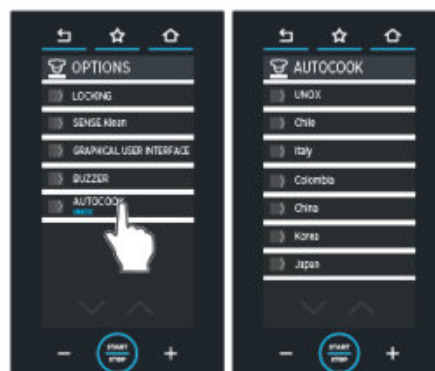 OPTIONS
LOCKING
SENSE Klean
GRAPHICAL USER INTERFACE
BUZZER
AUTOCOOK
UNOX
START
STOP
AUTOCOOK
UNOX
Chile
Italy
Colombia
China
Korea
Japan
START
STOP